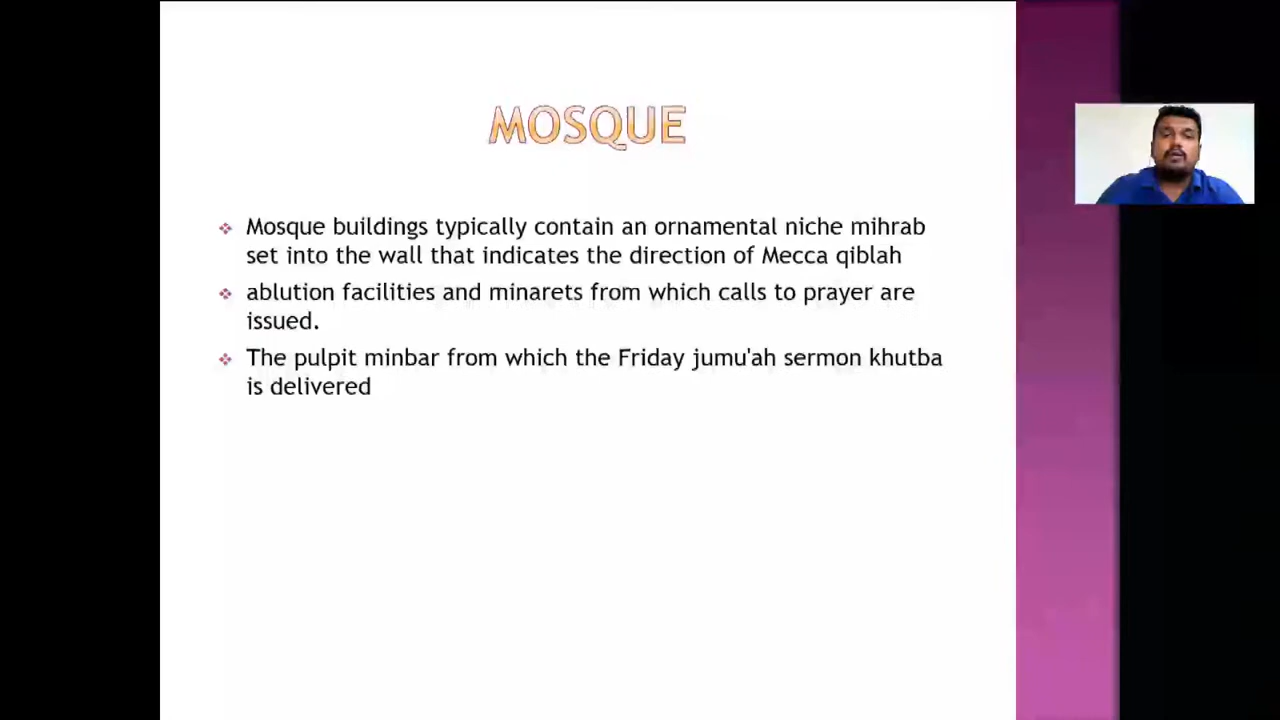 MOSQUE
Mosque buildings typically contain an ornamental niche mihrab
set into the wall that indicates the direction of Mecca qiblah
ablution facilities and minarets from which calls to prayer are
issued.
The pulpit minbar from which the Friday jumu'ah sermon khutba
is delivered